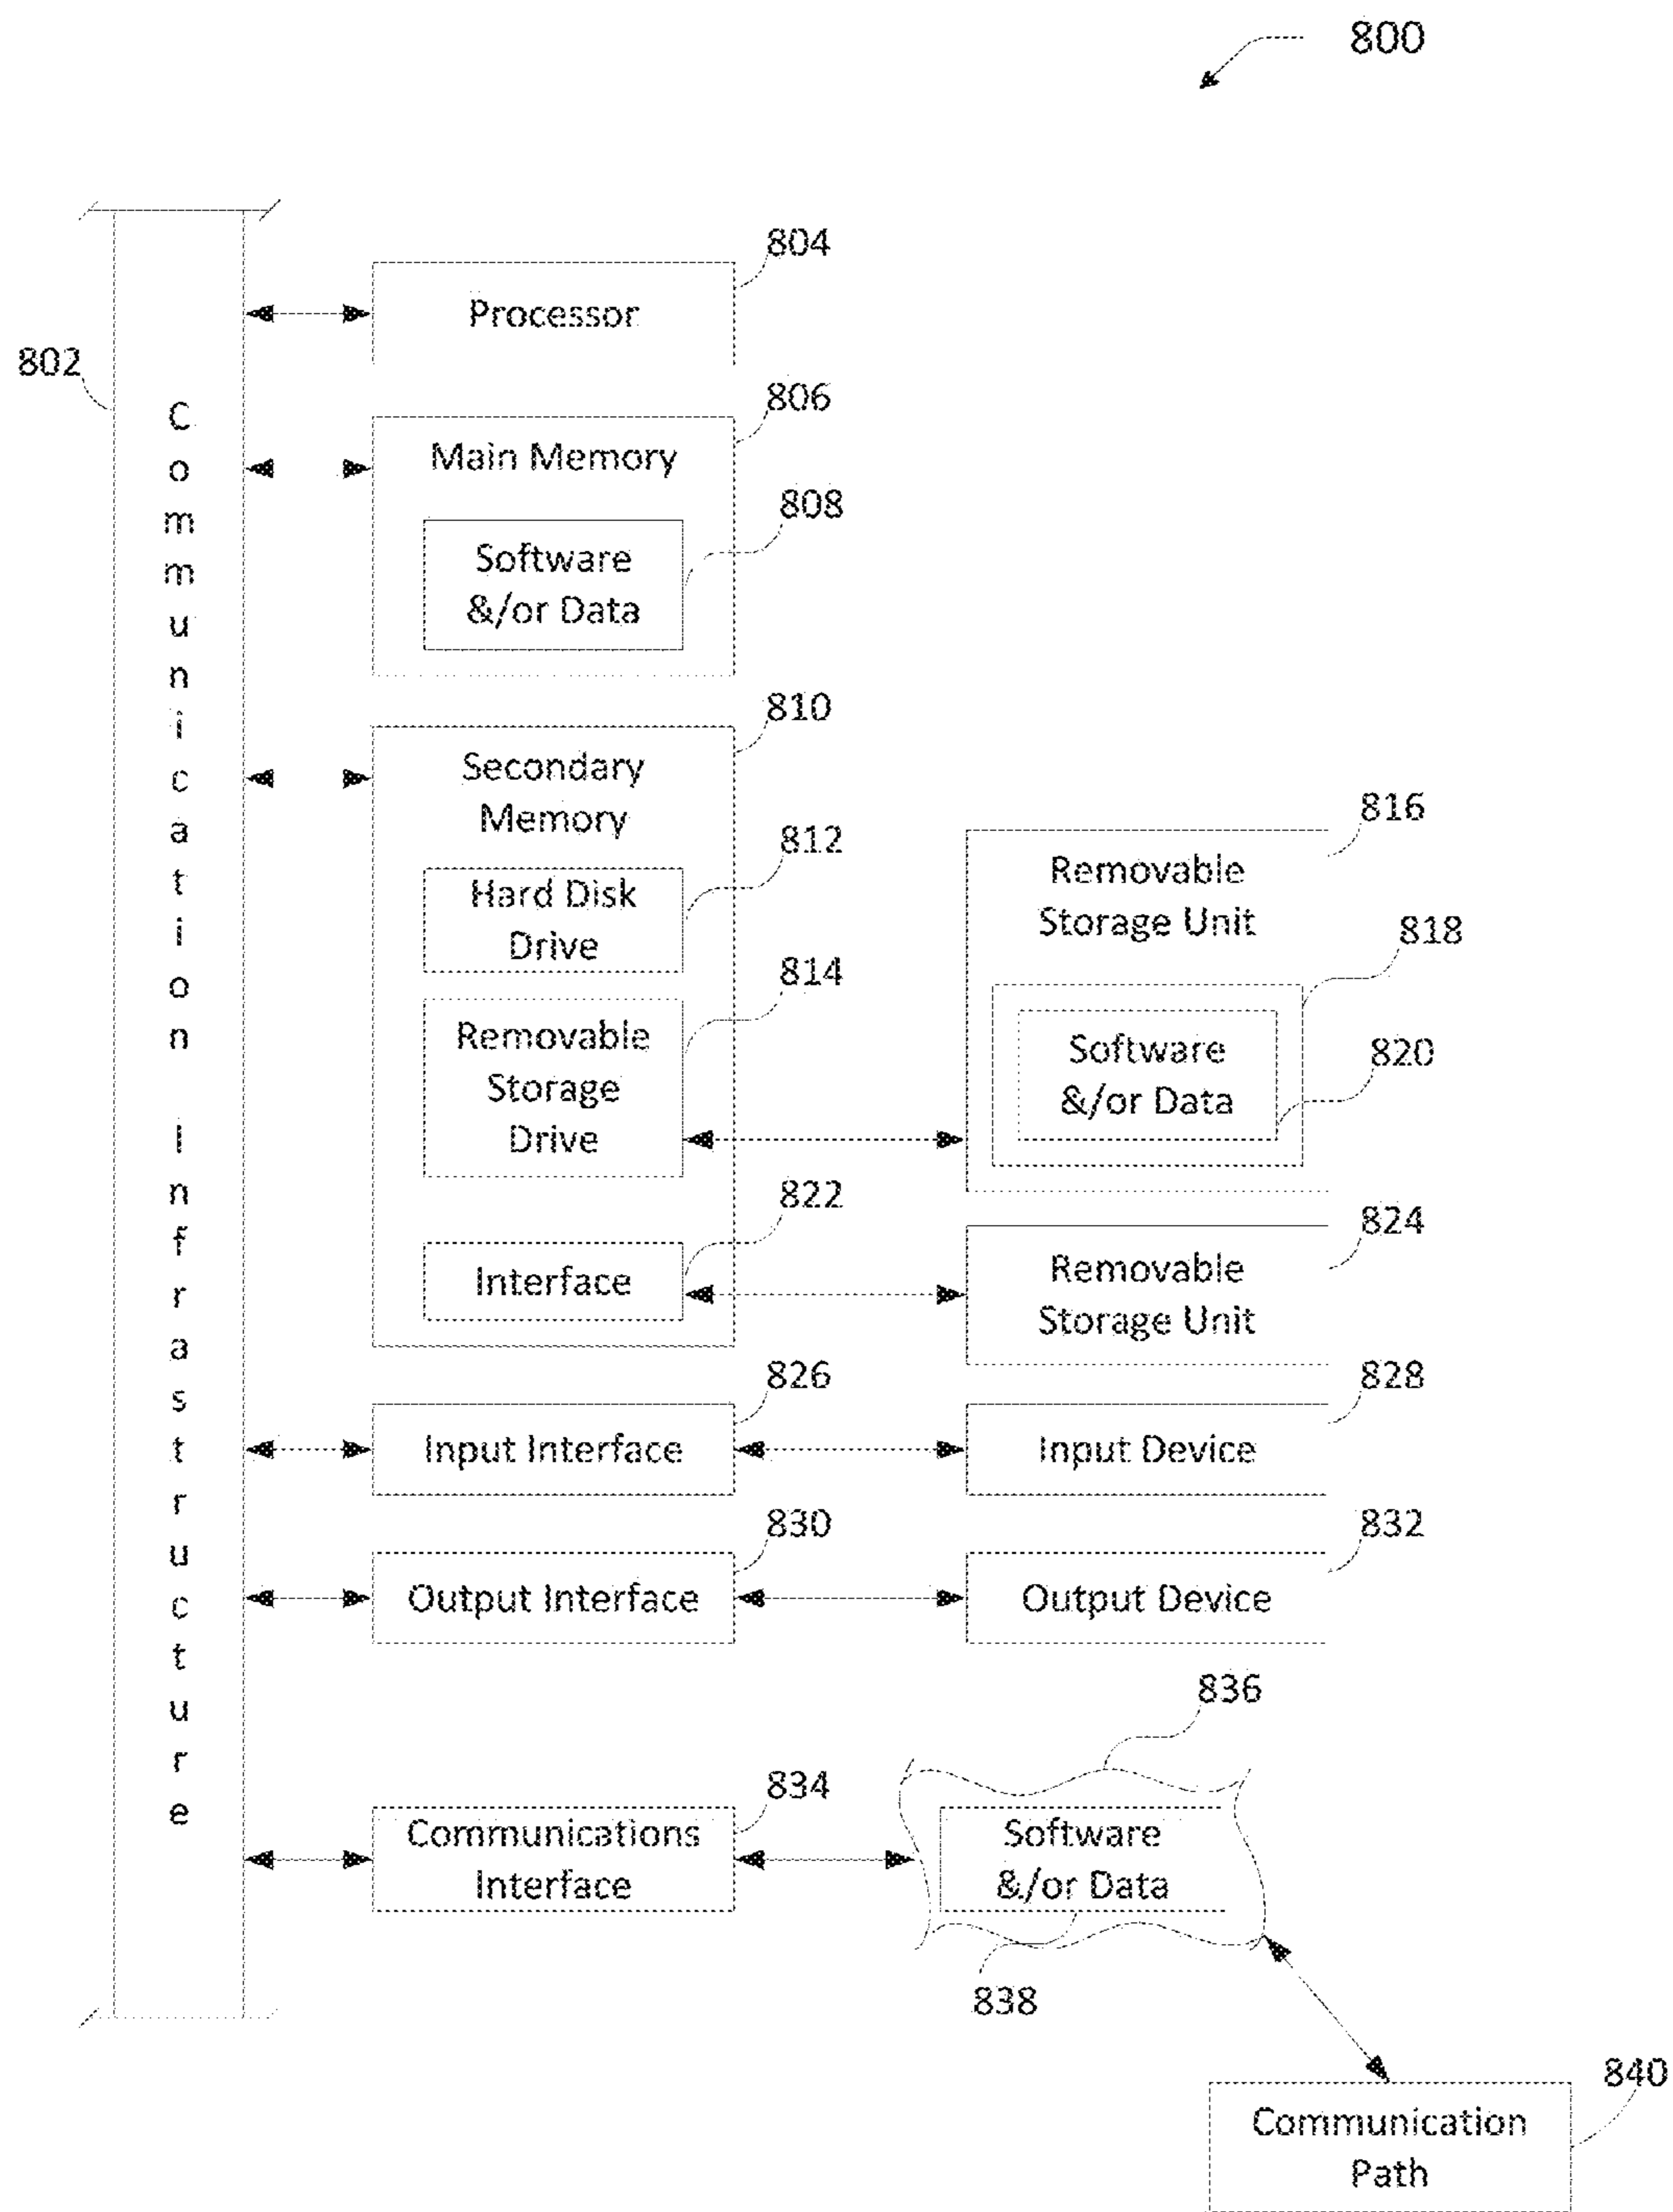 800
804
Processor
802
Communication Infrastructure
806
Main Memory
808
Software
&/or Data
810
Secondary
Memory
812
Hard Disk
Drive
814
Removable
Storage
Drive
816
Removable
Storage Unit
818
Software
&/or Data
820
822
Interface
824
Removable
Storage Unit
826
Input Interface
828
Input Device
830
Output Interface
832
Output Device
834
Communications
Interface
836
Software
&/or Data
838
840
Communication
Path